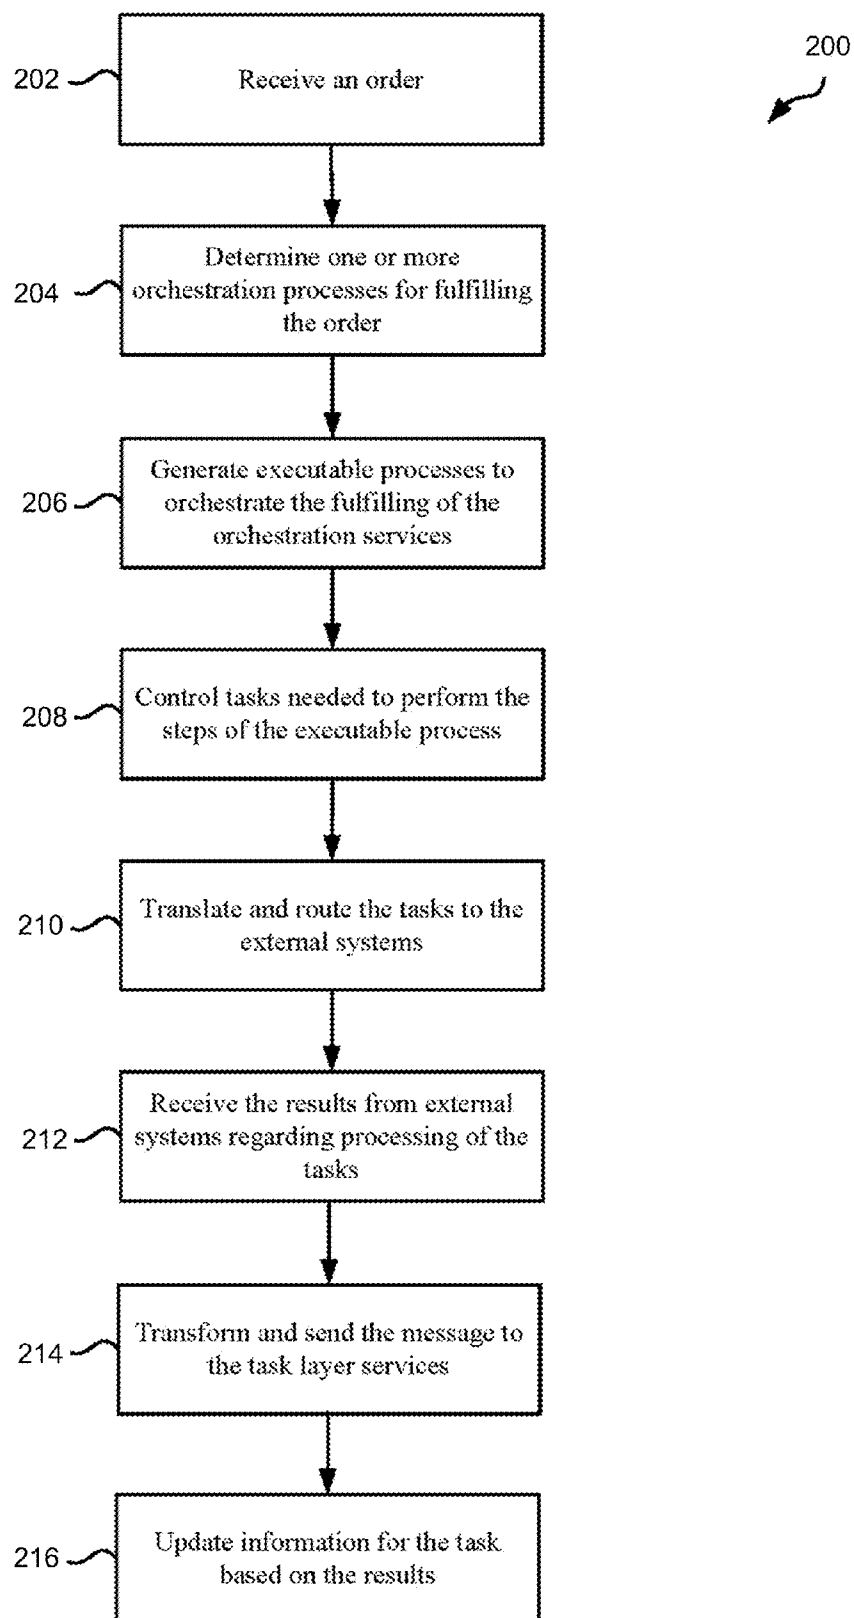 200
202
Receive an order
204
Determine one or more
orchestration processes for fulfilling
the order
206
Generate executable processes to
orchestrate the fulfilling of the
orchestration services
208
Control tasks needed to perform the
steps of the executable process
210
Translate and route the tasks to the
external systems
212
Receive the results from external
systems regarding processing of the
tasks
214
Transform and send the message to
the task layer services
216
Update information for the task
based on the results